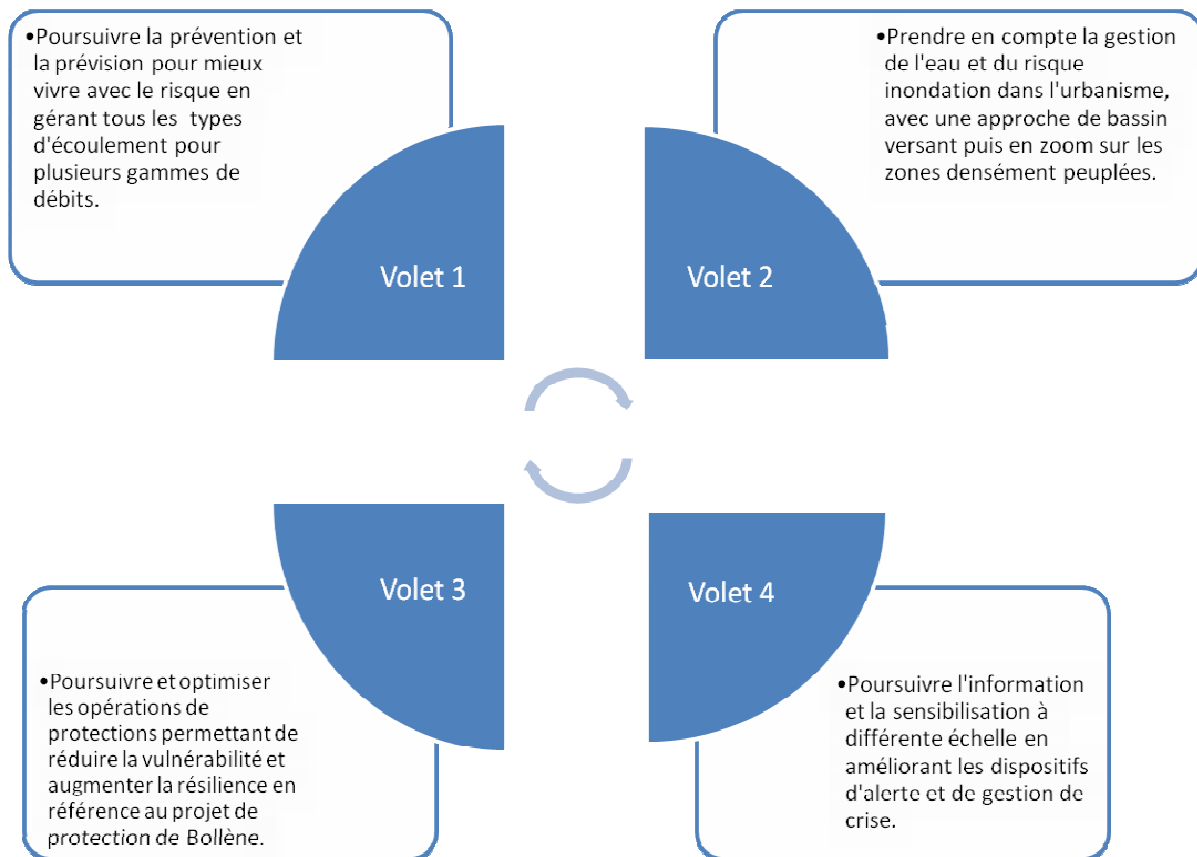 •Poursuivre la prévention et
la prévision pour mieux
vivre avec le risque en
gérant tous les types
d'écoulement pour
plusieurs gammes de
débits.
Volet 1
•Prendre en compte la gestion
de l'eau et du risque
inondation dans l'urbanisme,
avec une approche de bassin
versant puis en zoom sur les
zones densément peuplées.
Volet 2
Volet 3
•Poursuivre et optimiser
les opérations de
protections permettant de
réduire la vulnérabilité et
augmenter la résilience en
référence au projet de
protection de Bollène.
Volet 4
•Poursuivre l'information
et la sensibilisation à
différente échelle en
améliorant les dispositifs
d'alerte et de gestion de
crise.